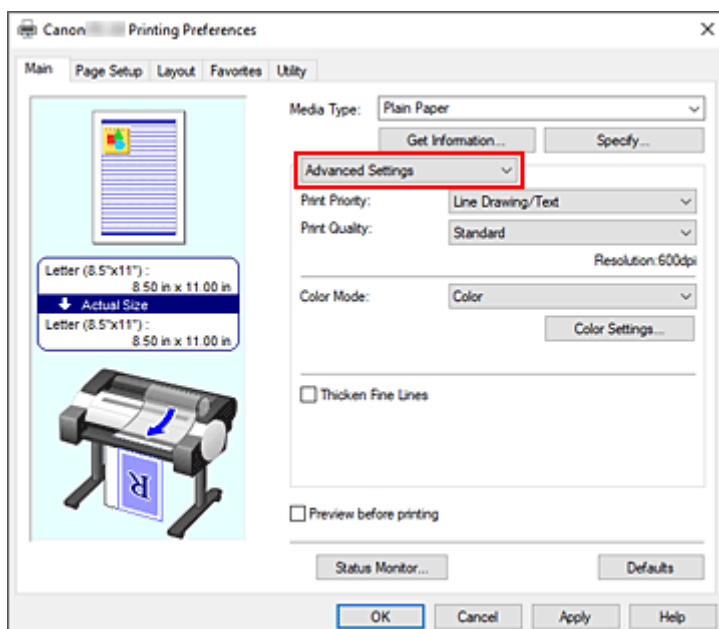 Canon Printing Preferences
Main Page Setup Layout Favorites Utility
Media Type: Plain Paper
Get Information... Specify...
Advanced Settings
Print Priority: Line Drawing/Text
Print Quality: Standard
Resolution:600dpi
Color Mode: Color
Color Settings...
Thicken Fine Lines
Preview before printing
Status Monitor... Defaults
OK Cancel Apply Help
Letter (8.5"x11") :
8.50 in x 11.00 in
Actual Size
Letter (8.5"x11") :
8.50 in x 11.00 in
R